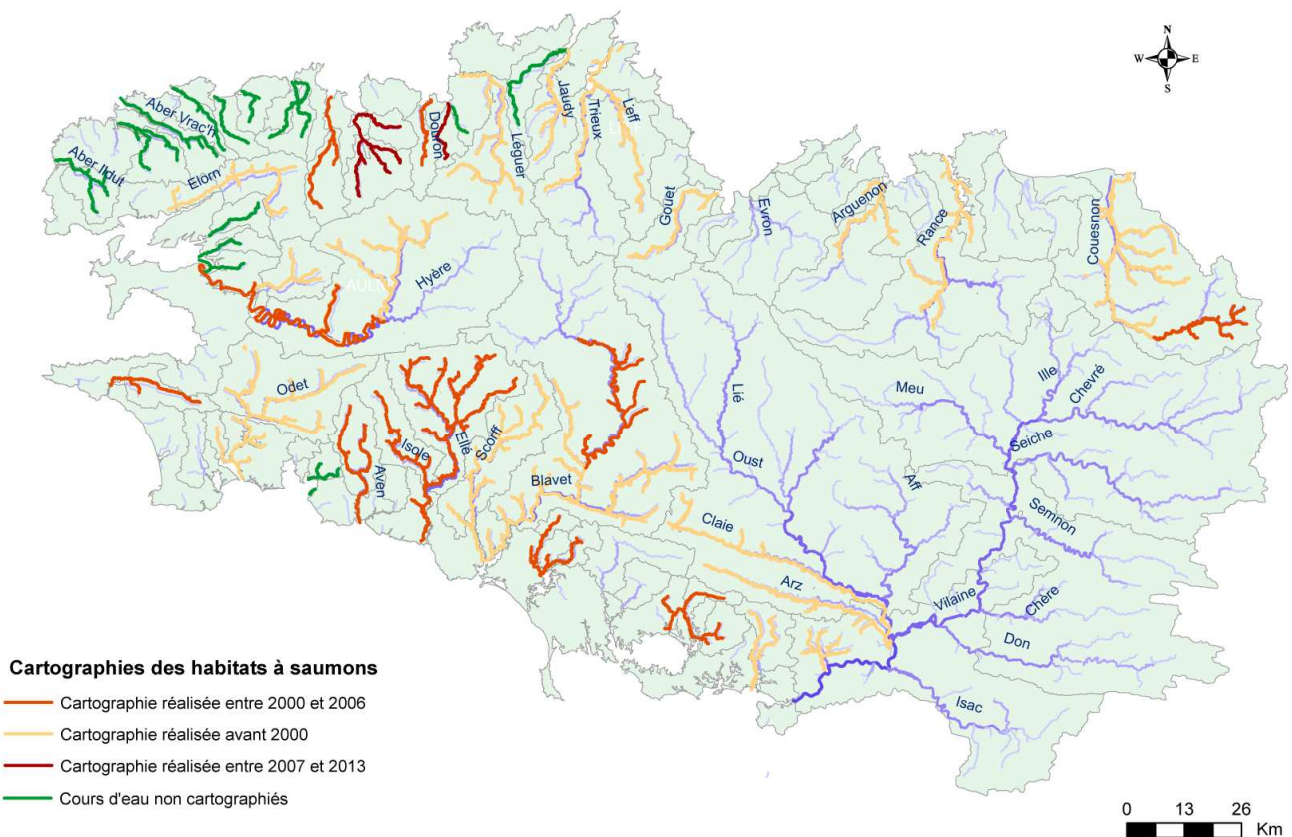 N
W E
S
Aber Vrac'h
Aber Ildut
Elorn
Douron
Léguer
Jaudy
Trieux
Leff
Gouet
Evron
Arguenon
Rance
Couesnon
AULNE
Hyère
Odet
Aven
Isole
Ellé
Scorff
Blavet
Claie
Arz
Lié
Oust
Aff
Meu
Ille
Chevré
Seiche
Semnon
Vilaine
Chère
Don
Isac
Cartographies des habitats à saumons
Cartographie réalisée entre 2000 et 2006
Cartographie réalisée avant 2000
Cartographie réalisée entre 2007 et 2013
Cours d'eau non cartographiés
0 13 26
Km